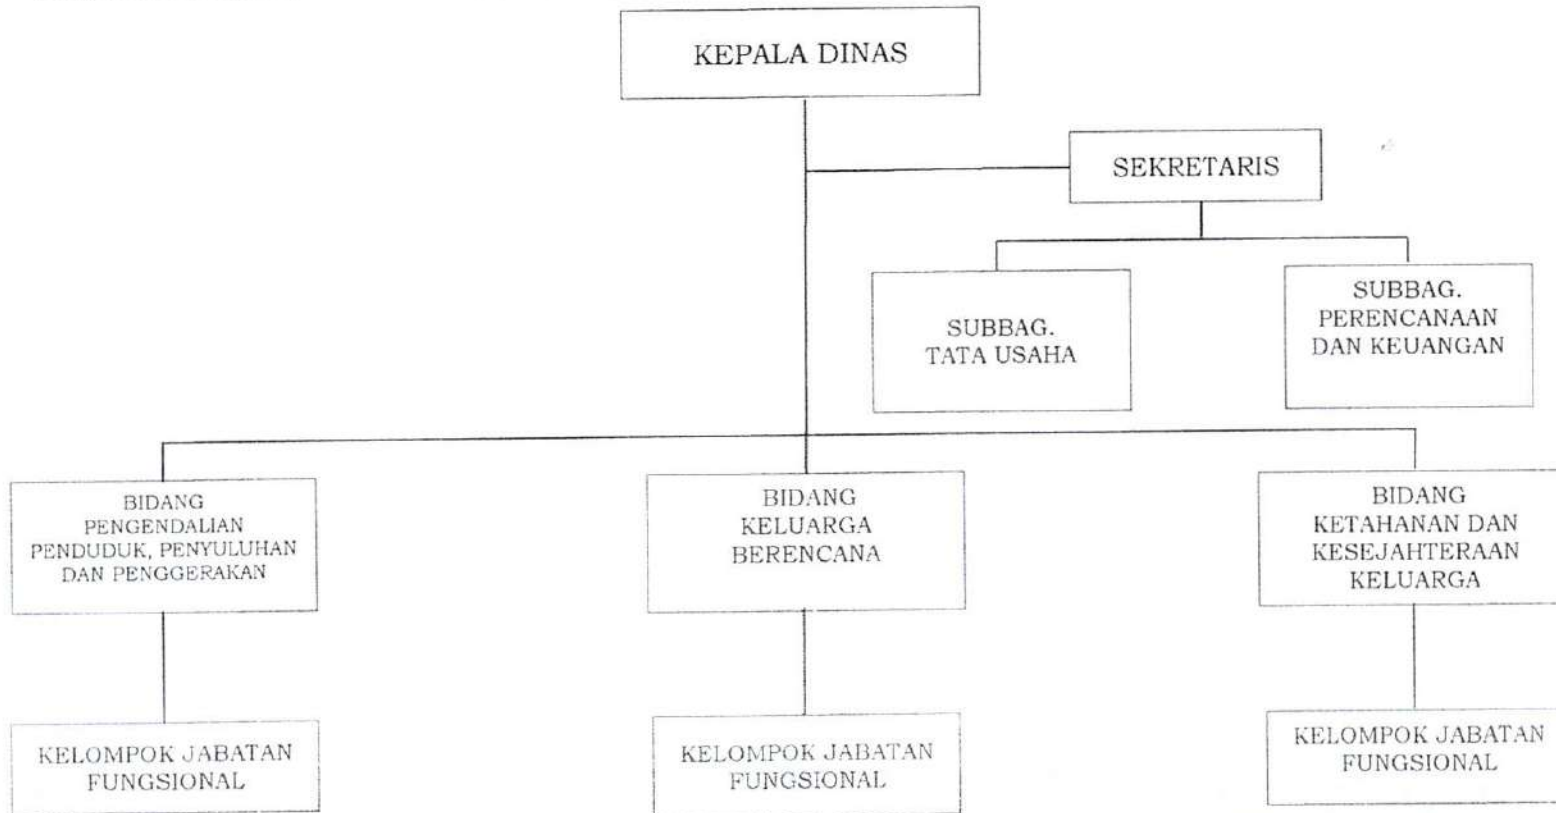 KEPALA DINAS
SEKRETARIS
SUBBAG.
TATA USAHA
SUBBAG.
PERENCANAAN
DAN KEUANGAN
BIDANG
PENGENDALIAN
PENDUDUK, PENYULUHAN
DAN PENGGERAKAN
BIDANG
KELUARGA
BERENCANA
BIDANG
KETAHANAN DAN
KESEJAHTERAAN
KELUARGA
KELOMPOK JABATAN
FUNGSIONAL
KELOMPOK JABATAN
FUNGSIONAL
KELOMPOK JABATAN
FUNGSIONAL